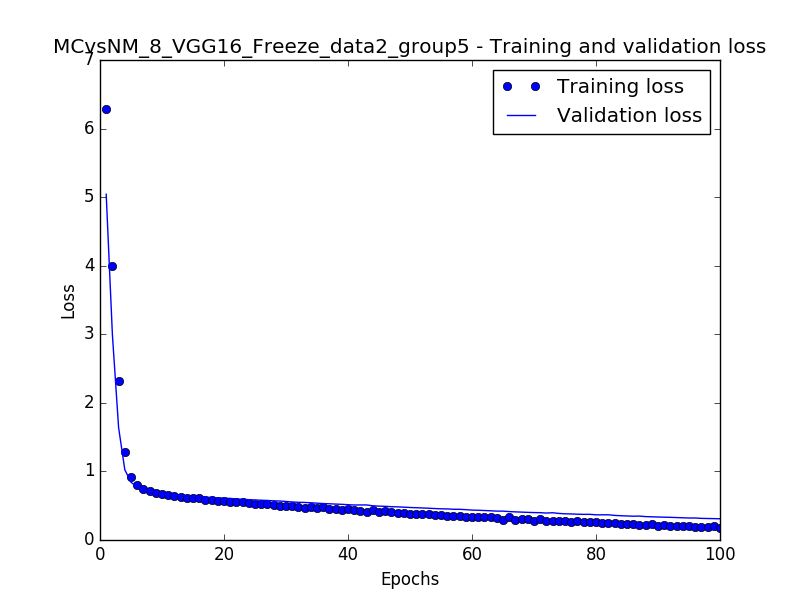 MCvsNM_8_VGG16_Freeze_data2_group5 - Training and validation loss
7
6
5
4
3
2
1
0
Loss
Training loss
Validation loss
0 20 40 60 80 100
Epochs